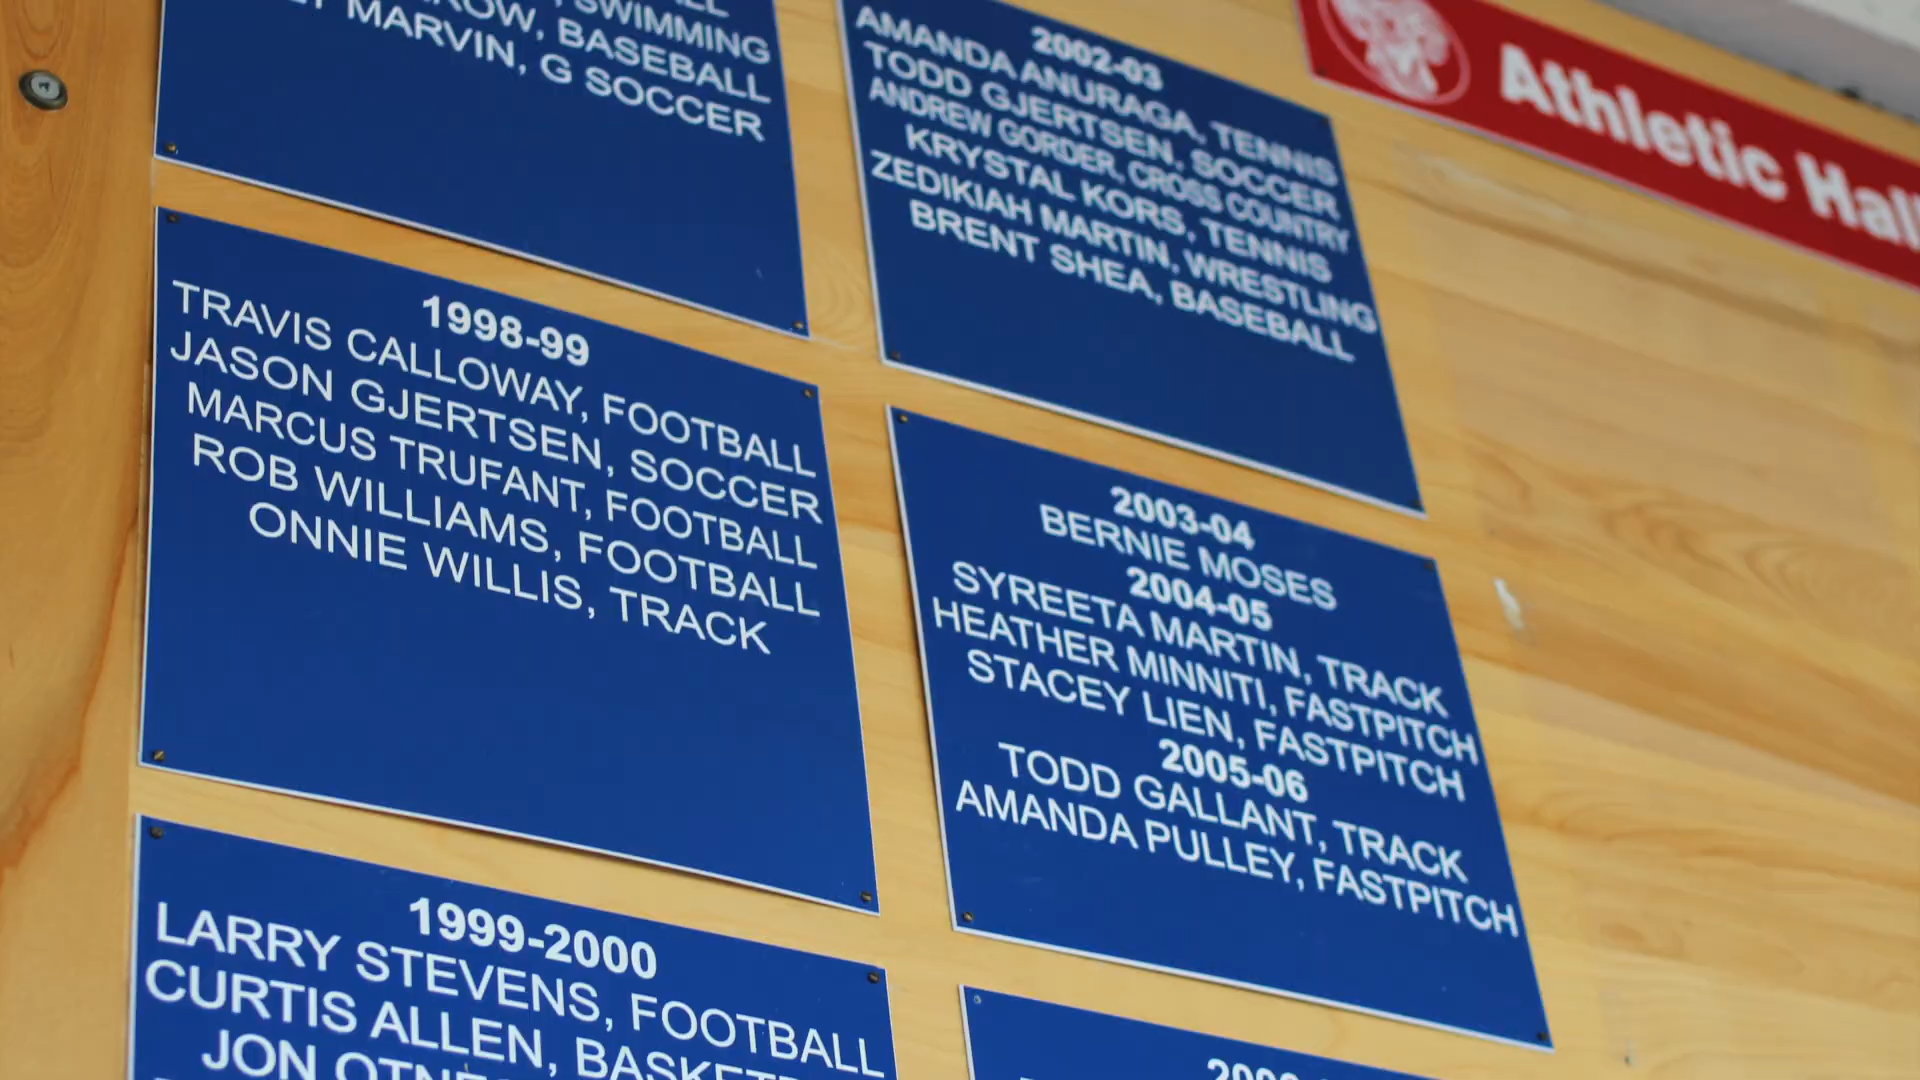 SWIMMING
BASEBALL
MARVIN, G SOCCER
1998-99
TRAVIS CALLOWAY, FOOTBALL
JASON GJERTSEN, SOCCER
MARCUS TRUFANT, FOOTBALL
ROB WILLIAMS, FOOTBALL
ONNIE WILLIS, TRACK
1999-2000
LARRY STEVENS, FOOTBALL
CURTIS ALLEN,
JON
2002-03
AMANDA ANURAGA, TENNIS
TODD GJERTSEN, SOCCER
ANDREW GORDER, CROSS COUNTRY
KRYSTAL KORS, TENNIS
ZEDIKIAH MARTIN, WRESTLING
BRENT SHEA, BASEBALL
2003-04
BERNIE MOSES
2004-05
SYREETA MARTIN, TRACK
HEATHER MINNITI, FASTPITCH
STACEY LIEN, FASTPITCH
2005-06
TODD GALLANT, TRACK
AMANDA PULLEY, FASTPITCH
Athletic Hall